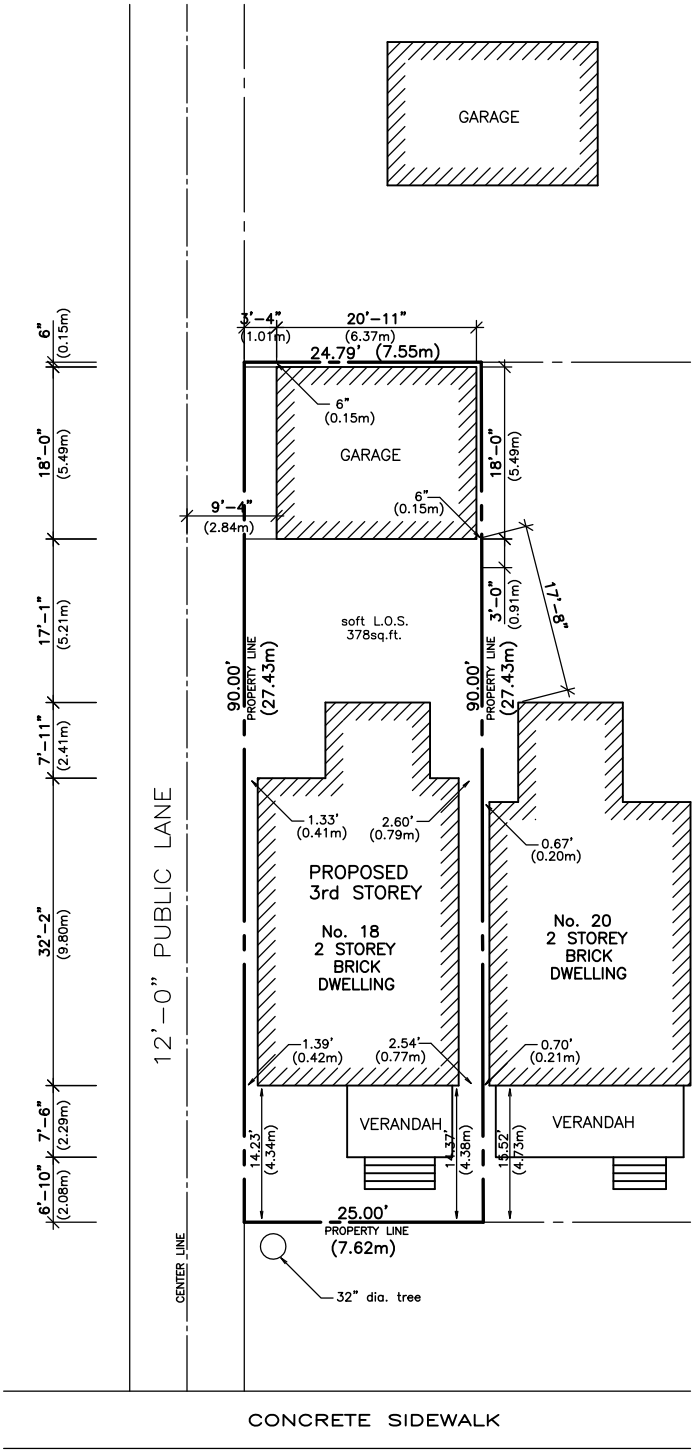 GARAGE
3'-4"
(1.01m)
20'-11"
(6.37m)
6"
(0.15m)
24.79' (7.55m)
6"
(0.15m)
18'-0"
(5.49m)
GARAGE
18'-0"
(5.49m)
9'-4"
(2.84m)
6"
(0.15m)
3'-0"
(0.91m)
17'-8"
17'-1"
(5.21m)
soft L.O.S.
378sq.ft.
90.00'
PROPERTY LINE
(27.43m)
90.00'
PROPERTY LINE
(27.43m)
7'-11"
(2.41m)
1.33'
(0.41m)
2.60'
(0.79m)
0.67'
(0.20m)
12'-0" PUBLIC LANE
PROPOSED
3rd STOREY
No. 18
2 STOREY
BRICK
DWELLING
No. 20
2 STOREY
BRICK
DWELLING
32'-2"
(9.80m)
1.39'
(0.42m)
2.54'
(0.77m)
0.70'
(0.21m)
7'-6"
(2.29m)
14.23'
(4.34m)
VERANDAH
14.37'
(4.38m)
15.52'
(4.73m)
VERANDAH
6'-10"
(2.08m)
25.00'
PROPERTY LINE
(7.62m)
CENTER LINE
32" dia. tree
CONCRETE SIDEWALK